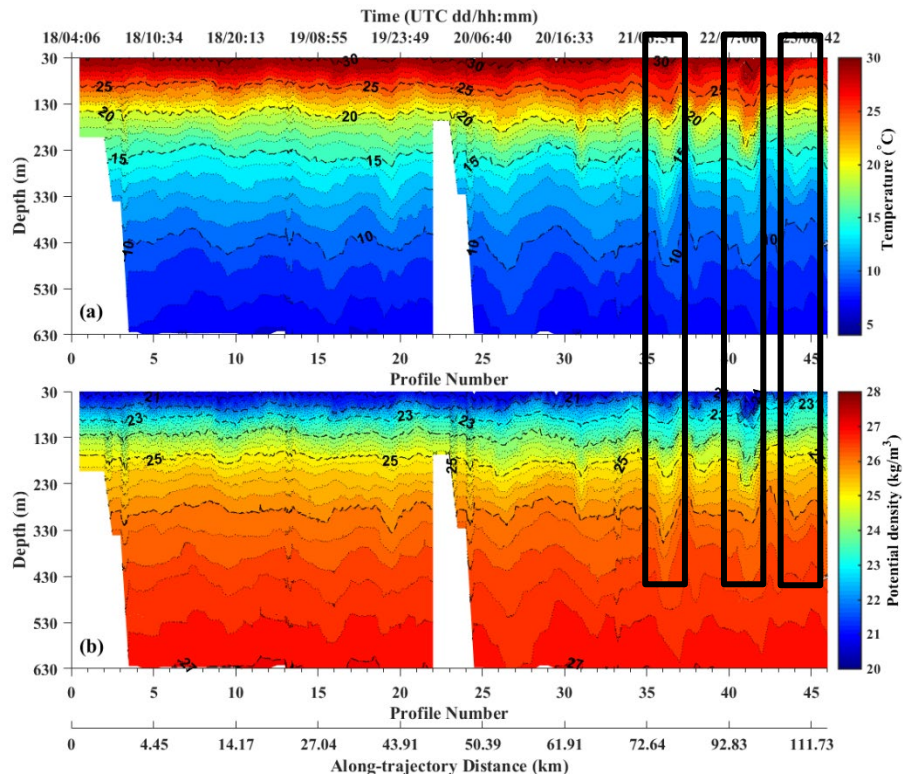 Time (UTC dd/hh:mm)
18/04:06 18/10:34 18/20:13 19/08:55 19/23:49 20/06:40 20/16:33
30 130 230 330 430 530 630
Depth (m)
30 25 20 15 10
30 25 20 15 10
30 25 20 15 10
(a)
0 5 10 15 20 25 30 35 40 45
Profile Number
30 25 20 15 10 5
Temperature (°C)
30 130 230 330 430 530 630
Depth (m)
21 23 25
23 25 21 23 25
23
27 27
(b)
0 5 10 15 20 25 30 35 40 45
Profile Number
28 27 26 25 24 23 22 21 20
Potential density (kg/m³)
0 4.45 14.17 27.04 43.91 50.39 61.91 72.64 92.83 111.73
Along-trajectory Distance (km)